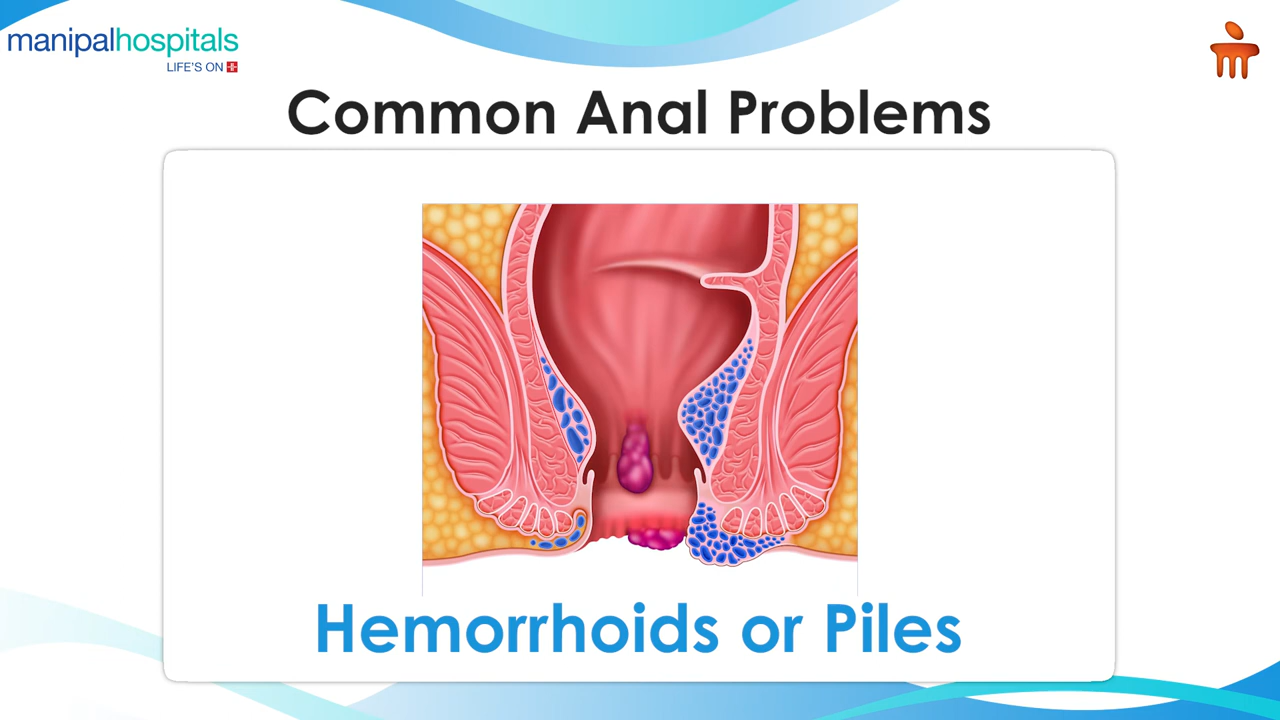 manipalhospitals
LIFE'S ON
Common Anal Problems
Hemorrhoids or Piles